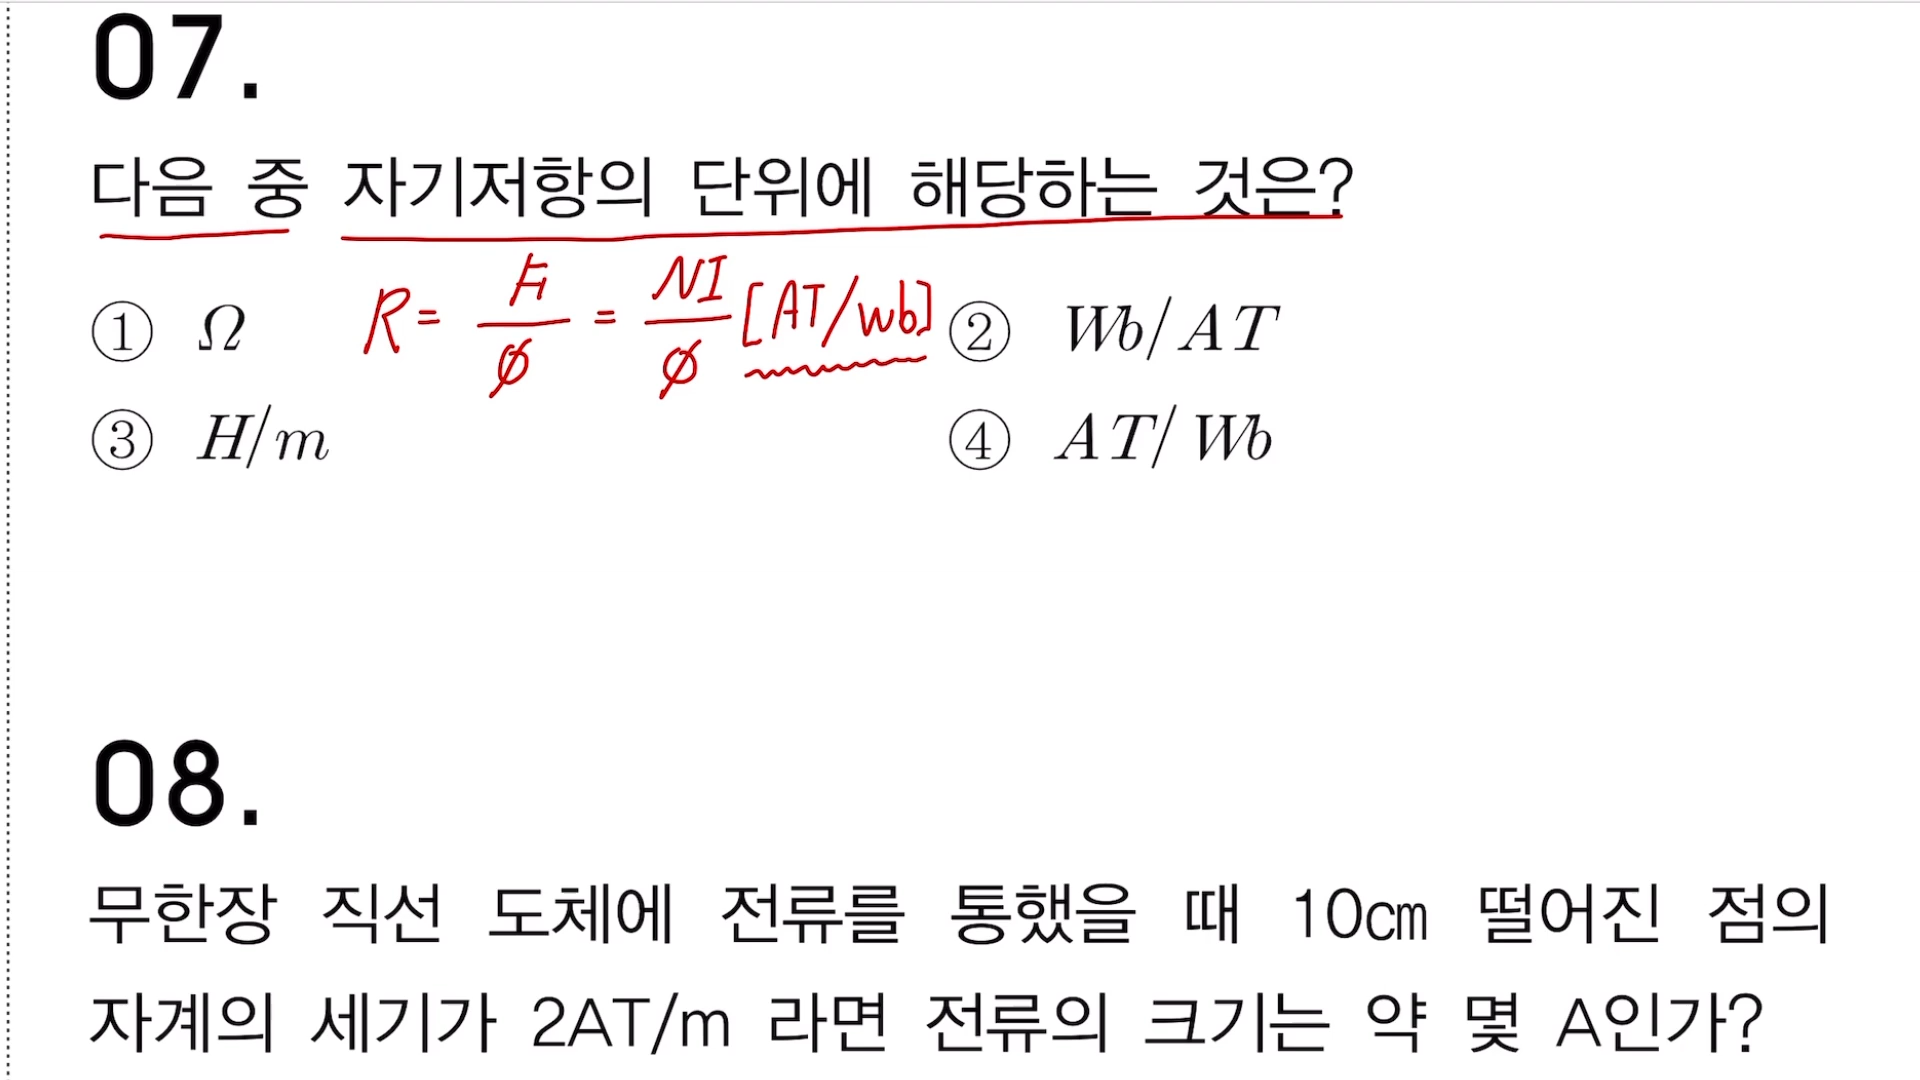 07.
다음 중 자기저항의 단위에 해당하는 것은?
① Ω R = F/φ = NI/φ [AT/wb] ② Wb/AT
③ H/m ④ AT/Wb
08.
무한장 직선 도체에 전류를 통했을 때 10㎝ 떨어진 점의
자계의 세기가 2AT/m 라면 전류의 크기는 약 몇 A인가?